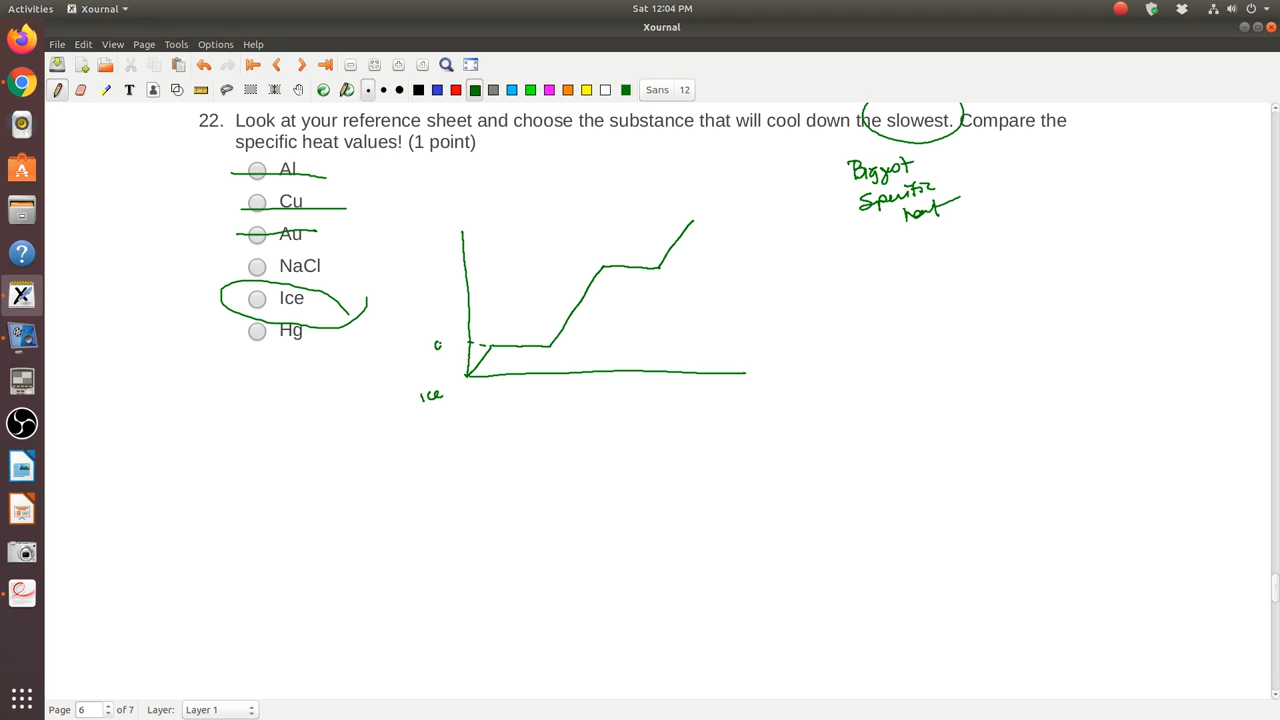 Activities
Xournal
Sat 12:04 PM
Xournal
File Edit View Page Tools Options Help
Sans 12
22. Look at your reference sheet and choose the substance that will cool down the slowest. Compare the
specific heat values! (1 point)
Al
Cu
Au
NaCl
Ice
Hg
Biggest
Specific
heat
0
ice
Page 6 of 7 Layer: Layer 1